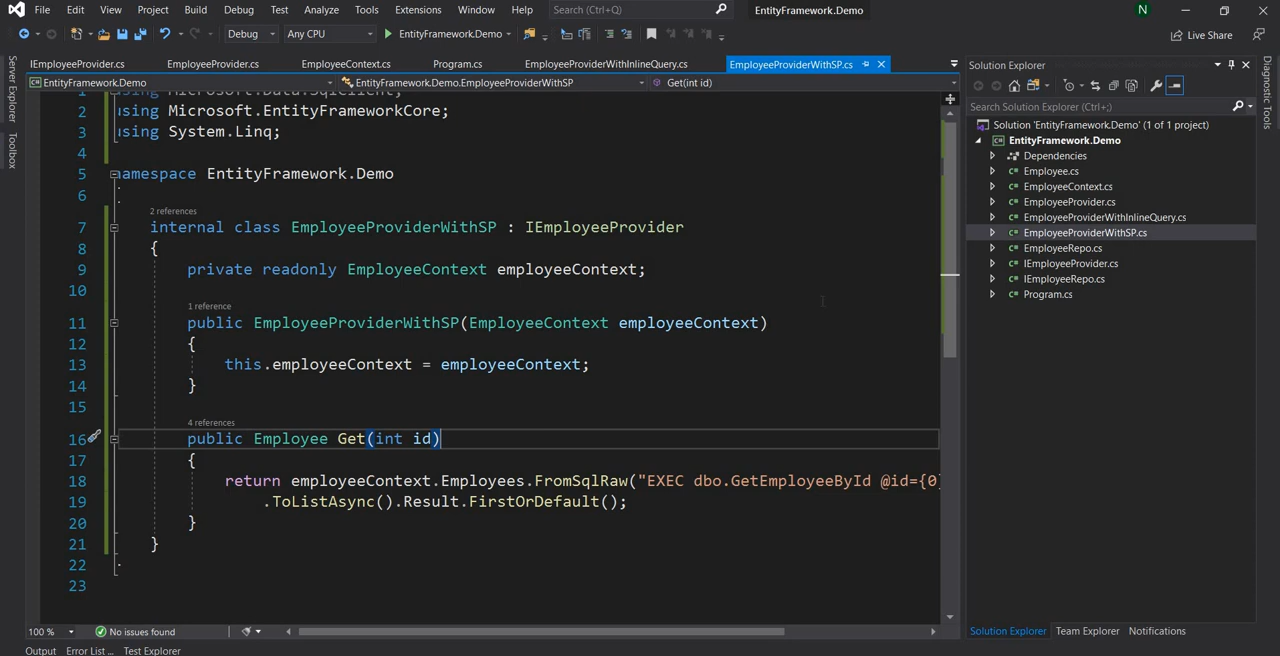 File Edit View Project Build Debug Test Analyze Tools Extensions Window Help Search (Ctrl+Q) EntityFramework.Demo N
Debug Any CPU EntityFramework.Demo Live Share
IEmployeeProvider.cs EmployeeProvider.cs EmployeeContext.cs Program.cs EmployeeProviderWithInlineQuery.cs EmployeeProviderWithSP.cs
EntityFramework.Demo EntityFramework.Demo.EmployeeProviderWithSP Get(int id)
Server Explorer
Toolbox
2 using Microsoft.EntityFrameworkCore;
3 using System.Linq;
4
5 namespace EntityFramework.Demo
6
2 references
7 internal class EmployeeProviderWithSP : IEmployeeProvider
8 {
9 private readonly EmployeeContext employeeContext;
10
1 reference
11 public EmployeeProviderWithSP(EmployeeContext employeeContext)
12 {
13 this.employeeContext = employeeContext;
14 }
15
4 references
16 public Employee Get(int id)
17 {
18 return employeeContext.Employees.FromSqlRaw("EXEC dbo.GetEmployeeById @id={0}
19 .ToListAsync().Result.FirstOrDefault();
20 }
21 }
22
23
100 % No issues found
Output Error List ... Test Explorer
Solution Explorer
Search Solution Explorer (Ctrl+;)
Solution 'EntityFramework.Demo' (1 of 1 project)
EntityFramework.Demo
Dependencies
Employee.cs
EmployeeContext.cs
EmployeeProvider.cs
EmployeeProviderWithInlineQuery.cs
EmployeeProviderWithSP.cs
EmployeeRepo.cs
IEmployeeProvider.cs
IEmployeeRepo.cs
Program.cs
Solution Explorer Team Explorer Notifications
Diagnostic Tools